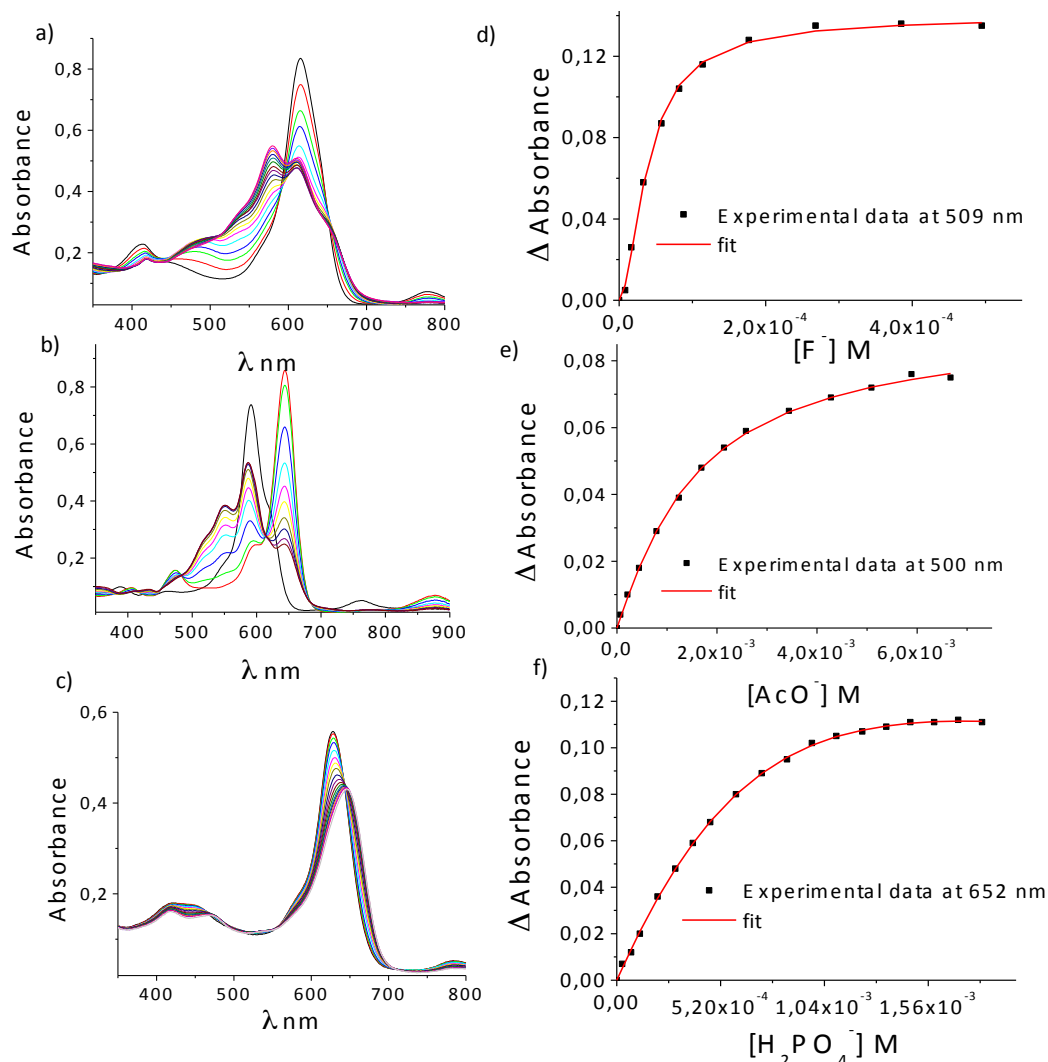 a)
0,8
0,6
0,4
0,2
Absorbance
400 500 600 700 800
λ nm
b)
0,8
0,6
0,4
0,2
Absorbance
400 500 600 700 800 900
λ nm
c)
0,6
0,4
0,2
Absorbance
400 500 600 700 800
λ nm
d)
0,12
0,08
0,04
0,00
Δ Absorbance
Experimental data at 509 nm
fit
0,0 2,0x10⁻⁴ 4,0x10⁻⁴
[F⁻] M
e)
0,08
0,06
0,04
0,02
0,00
Δ Absorbance
Experimental data at 500 nm
fit
0,0 2,0x10⁻³ 4,0x10⁻³ 6,0x10⁻³
[AcO⁻] M
f)
0,12
0,08
0,04
0,00
Δ Absorbance
Experimental data at 652 nm
fit
0,00 5,20x10⁻⁴ 1,04x10⁻³ 1,56x10⁻³
[H₂PO₄⁻] M